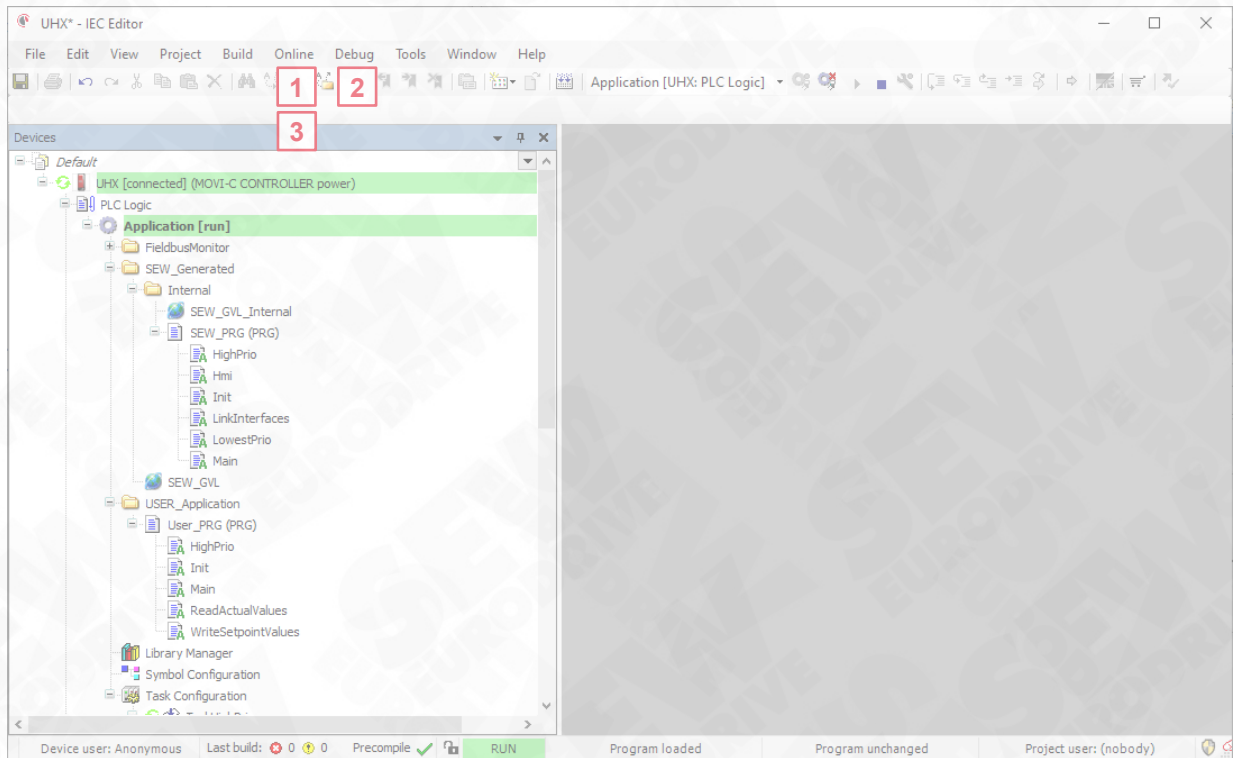 UHX* - IEC Editor
File Edit View Project Build Online Debug Tools Window Help
Application [UHX: PLC Logic]
1 2
3
Devices
Default
UHX [connected] (MOVI-C CONTROLLER power)
PLC Logic
Application [run]
FieldbusMonitor
SEW_Generated
Internal
SEW_GVL_Internal
SEW_PRG (PRG)
HighPrio
Hmi
Init
LinkInterfaces
LowestPrio
Main
SEW_GVL
USER_Application
User_PRG (PRG)
HighPrio
Init
Main
ReadActualValues
WriteSetpointValues
Library Manager
Symbol Configuration
Task Configuration
Device user: Anonymous Last build: 0 0 Precompile RUN Program loaded Program unchanged Project user: (nobody)
SEW
EURODRIVE